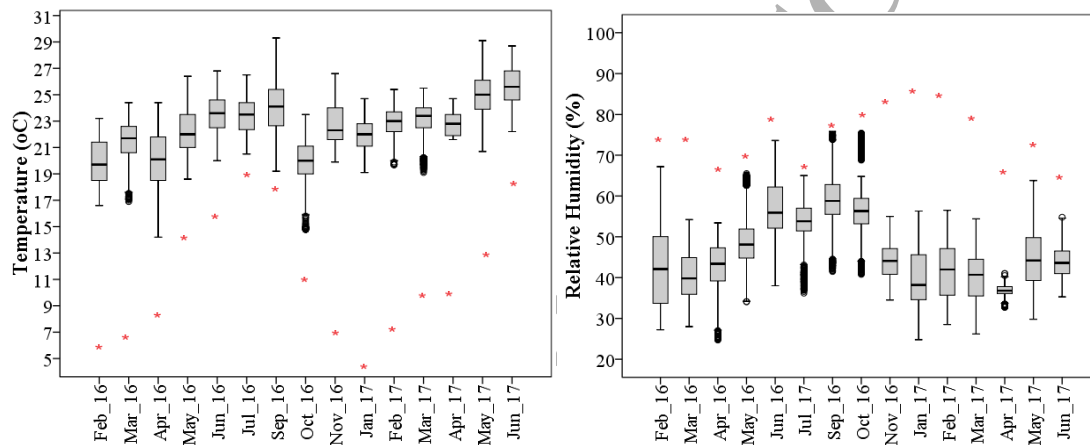 Temperature (oC)
31
29
27
25
23
21
19
17
15
13
11
9
7
5
Feb_16
Mar_16
Apr_16
May_16
Jun_16
Jul_16
Sep_16
Oct_16
Nov_16
Jan_17
Feb_17
Mar_17
Apr_17
May_17
Jun_17
Relative Humidity (%)
100
90
80
70
60
50
40
30
20
Feb_16
Mar_16
Apr_16
May_16
Jun_16
Jul_16
Sep_16
Oct_16
Nov_16
Jan_17
Feb_17
Mar_17
Apr_17
May_17
Jun_17